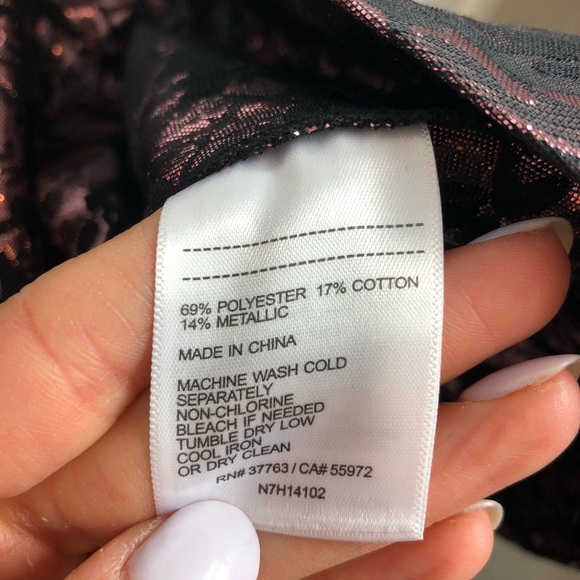 69% POLYESTER 17% COTTON
14% METALLIC
MADE IN CHINA
MACHINE WASH COLD
SEPARATELY
NON-CHLORINE
BLEACH IF NEEDED
TUMBLE DRY LOW
COOL IRON
OR DRY CLEAN
RN# 37763 / CA# 55972
N7H14102